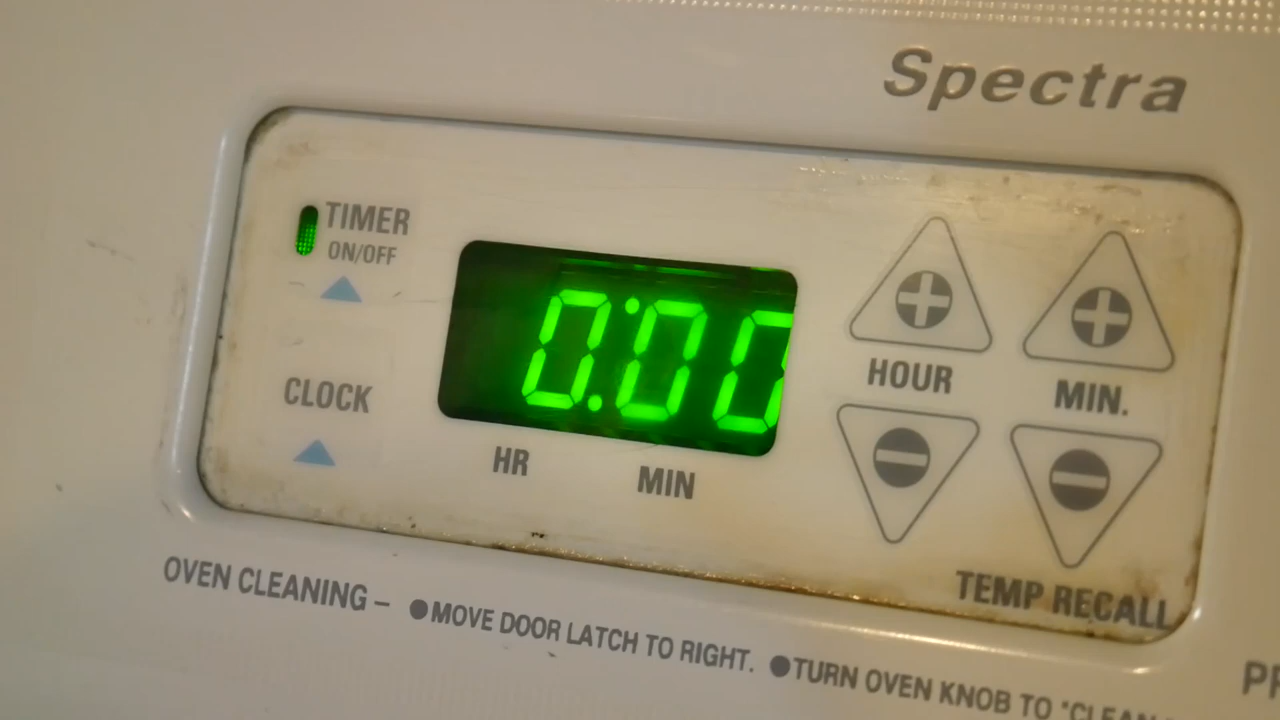 Spectra
TIMER
ON/OFF
CLOCK
0:00
HR
MIN
HOUR
MIN.
TEMP RECALL
OVEN CLEANING – ●MOVE DOOR LATCH TO RIGHT. ●TURN OVEN KNOB TO "CLEAN